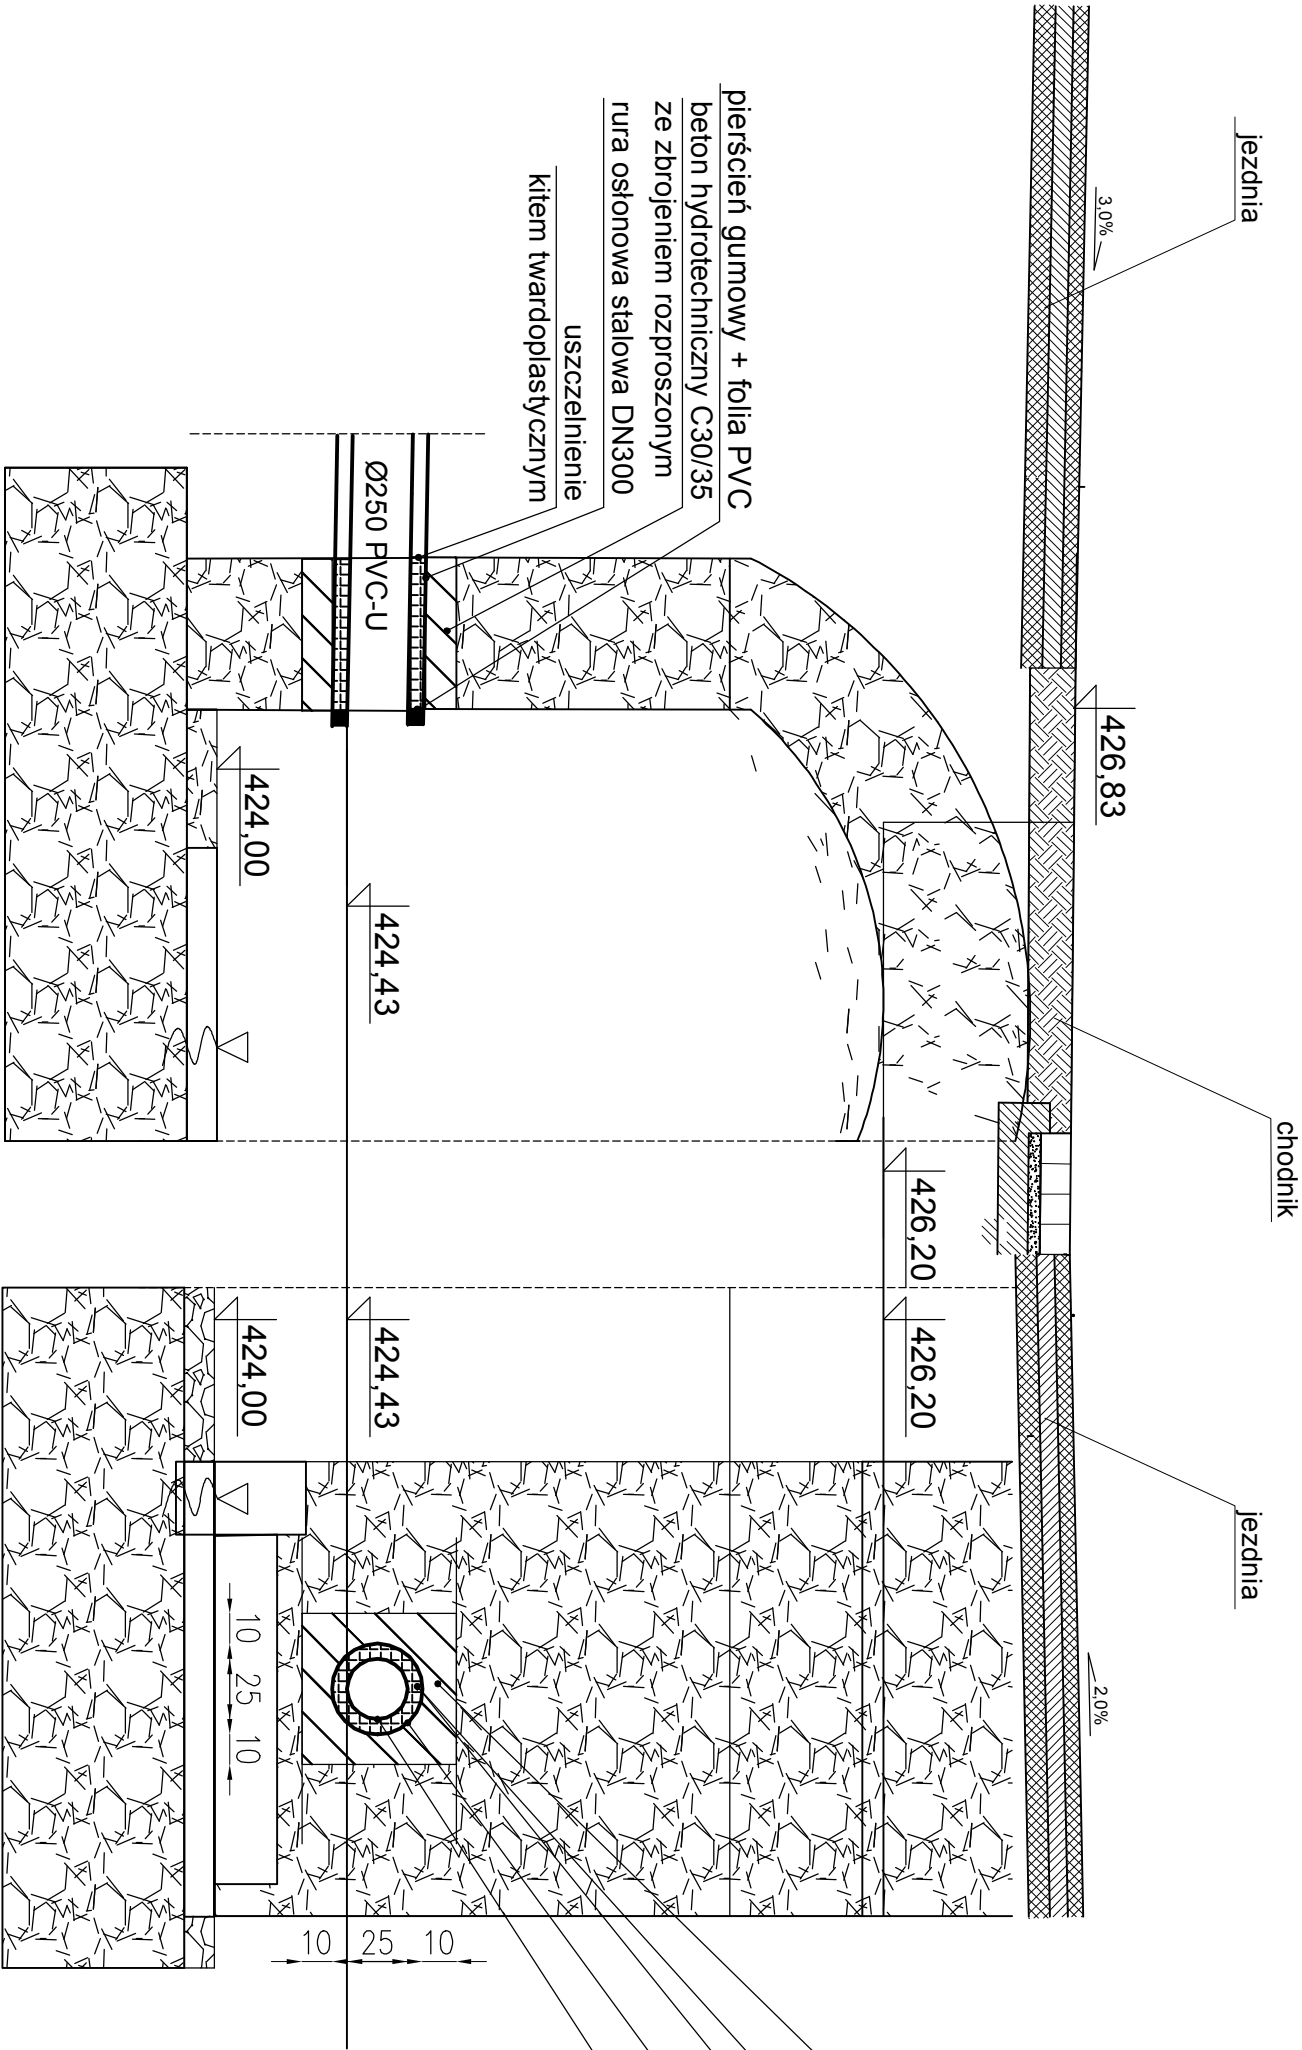 jezdnia
3,0%
426,83
chodnik
jezdnia
2,0%
pierścień gumowy + folia PVC
beton hydrotechniczny C30/35
ze zbrojeniem rozproszonym
rura osłonowa stalowa DN300
uszczelnienie
kitem twardoplastycznym
Ø250 PVC-U
426,20
426,20
424,43
424,43
424,00
424,00
10 25 10
10 25 10